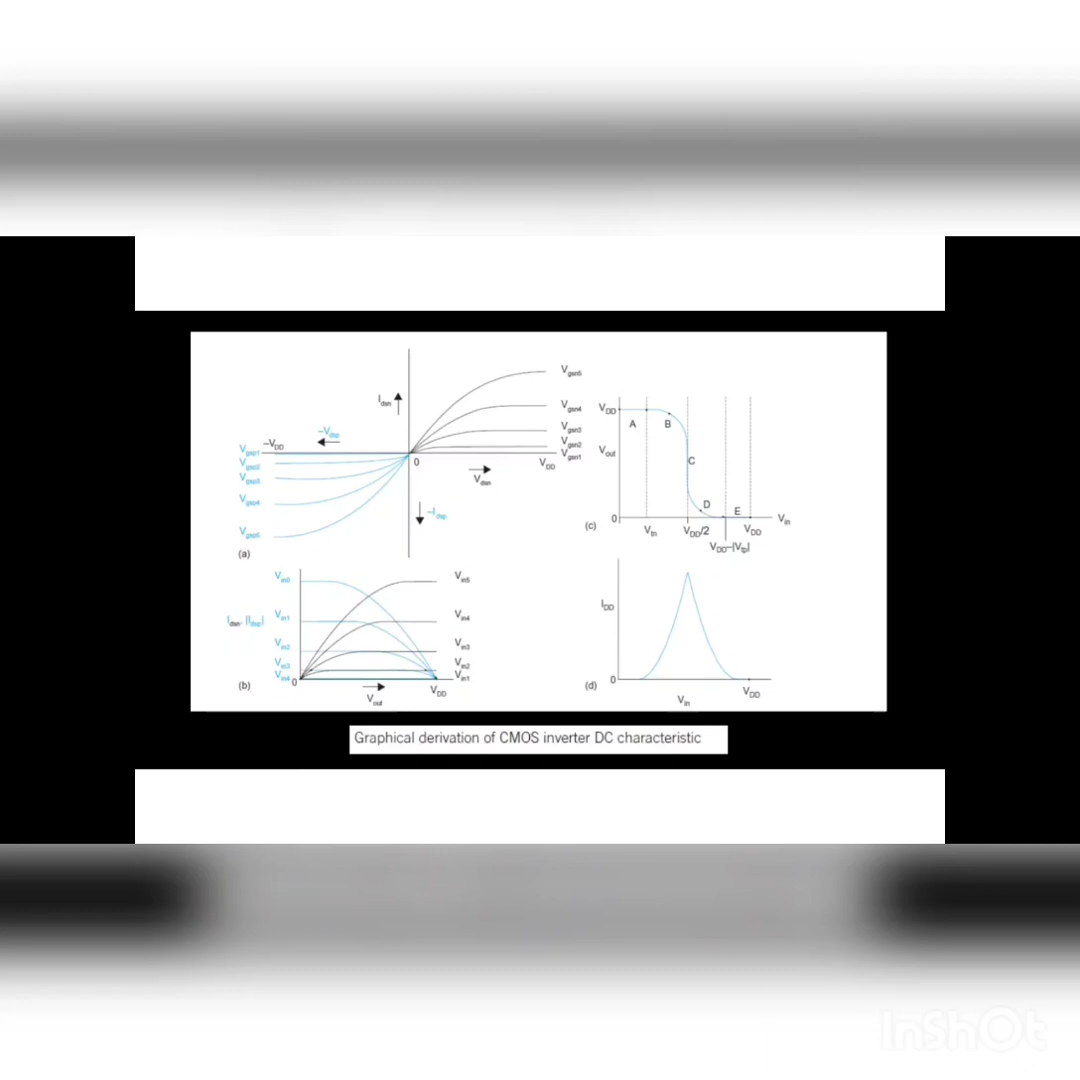 Idsn
Vgsn5
Vgsn4
Vgsn3
Vgsn2
Vgsn1
–Vdsp
–VDD
Vgsp1
Vgsp2
Vgsp3
Vgsp4
Vgsp5
0
VDD
Vdsn
–Idsp
(a)
VDD
A
B
Vout
C
D
E
0
Vin
(c)
Vtn
VDD/2
VDD
VDD–|Vtp|
Vin0
Vin5
Idsn, |Idsp|
Vin1
Vin4
Vin2
Vin3
Vin3
Vin2
Vin4
0
Vin1
(b)
VDD
Vout
IDD
0
(d)
Vin
VDD
Graphical derivation of CMOS inverter DC characteristic
InShOt